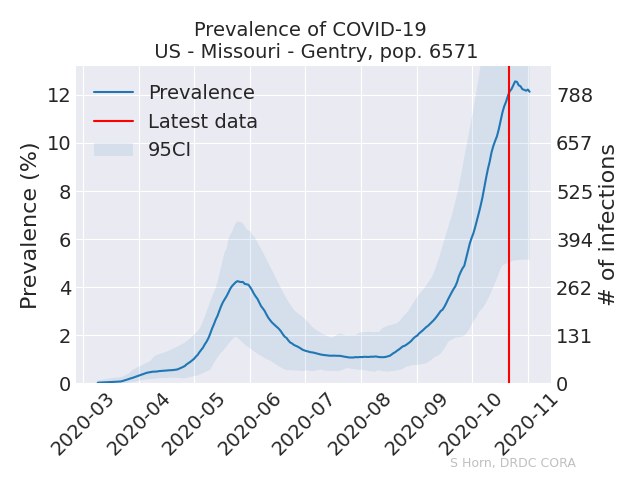 Prevalence of COVID-19
US - Missouri - Gentry, pop. 6571
Prevalence
Latest data
95CI
Prevalence (%)
12
10
8
6
4
2
0
# of infections
788
657
525
394
262
131
0
2020-03
2020-04
2020-05
2020-06
2020-07
2020-08
2020-09
2020-10
2020-11
S Horn, DRDC CORA